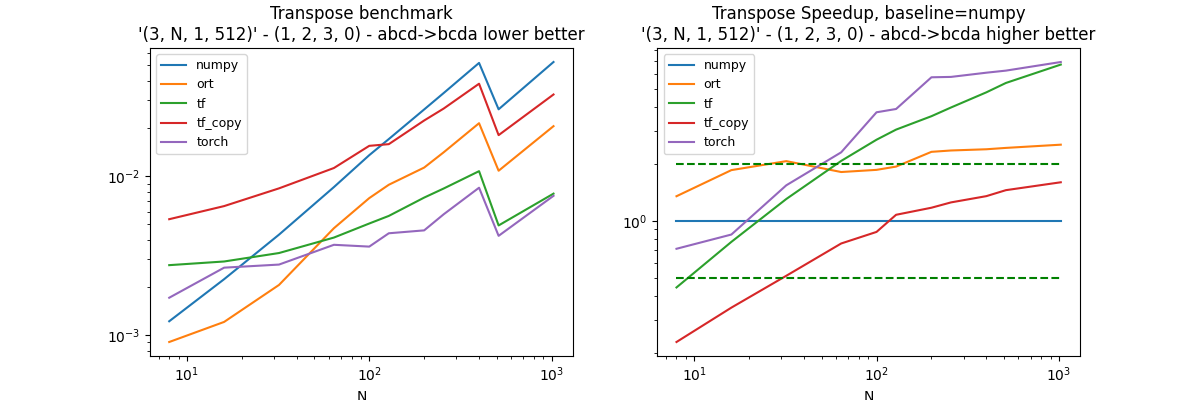 Transpose benchmark
'(3, N, 1, 512)' - (1, 2, 3, 0) - abcd->bcda lower better
numpy
ort
tf
tf_copy
torch
10⁻²
10⁻³
10¹
10²
10³
N
Transpose Speedup, baseline=numpy
'(3, N, 1, 512)' - (1, 2, 3, 0) - abcd->bcda higher better
numpy
ort
tf
tf_copy
torch
10⁰
10¹
10²
10³
N